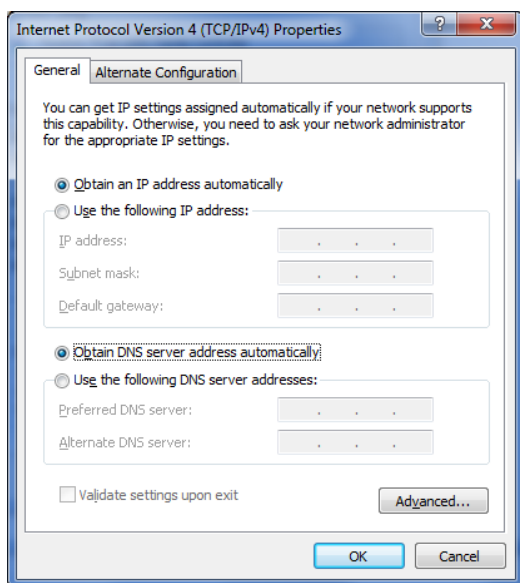 Internet Protocol Version 4 (TCP/IPv4) Properties
General
Alternate Configuration
You can get IP settings assigned automatically if your network supports
this capability. Otherwise, you need to ask your network administrator
for the appropriate IP settings.
Obtain an IP address automatically
Use the following IP address:
IP address:
Subnet mask:
Default gateway:
Obtain DNS server address automatically
Use the following DNS server addresses:
Preferred DNS server:
Alternate DNS server:
Validate settings upon exit
Advanced...
OK
Cancel